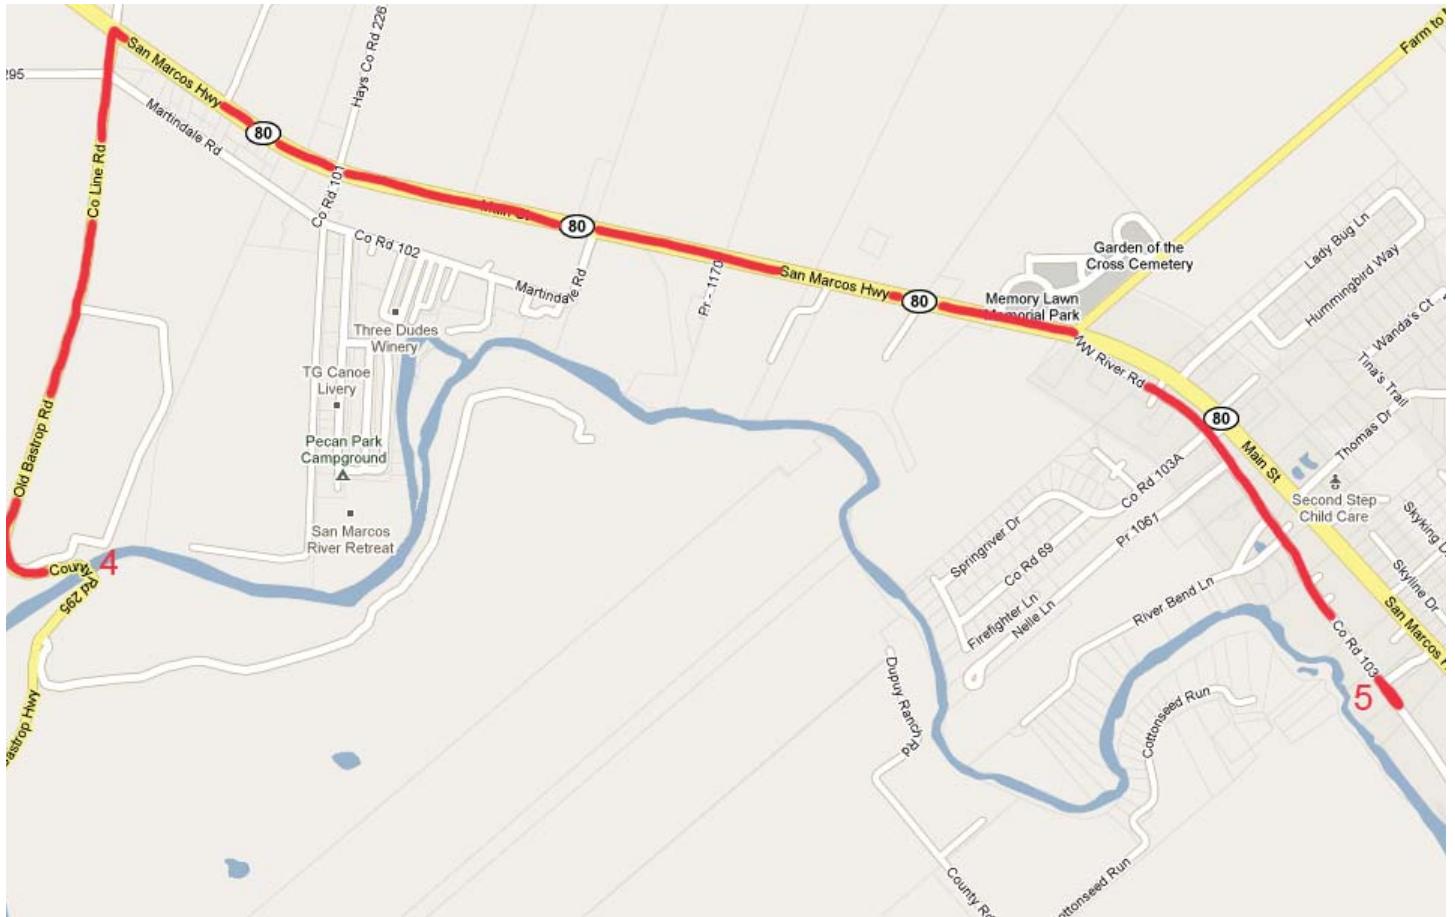 295
San Marcos Hwy
80
Hays Co Rd 226
Farm to
Martindale Rd
Co Line Rd
Co Rd 101
80
Co Rd 102
Martindale Rd
Pr - 1170
San Marcos Hwy
80
Garden of the
Cross Cemetery
Memory Lawn
Memorial Park
Lady Bug Ln
Hummingbird Way
Wanda's Ct
Tina's Trail
Three Dudes
Winery
TG Canoe
Livery
Pecan Park
Campground
San Marcos
River Retreat
Old Bastrop Rd
W River Rd
80
Main St
Thomas Dr
Second Step
Child Care
Co Rd 103A
Pr 1061
Springriver Dr
Co Rd 69
Firefighter Ln
Nelle Ln
River Bend Ln
Skyline Dr
San Marcos
Co Rd 103
5
4
County Rd 295
Bastrop Hwy
Dupuy Ranch Rd
Cottonseed Run
County
Cottonseed Run